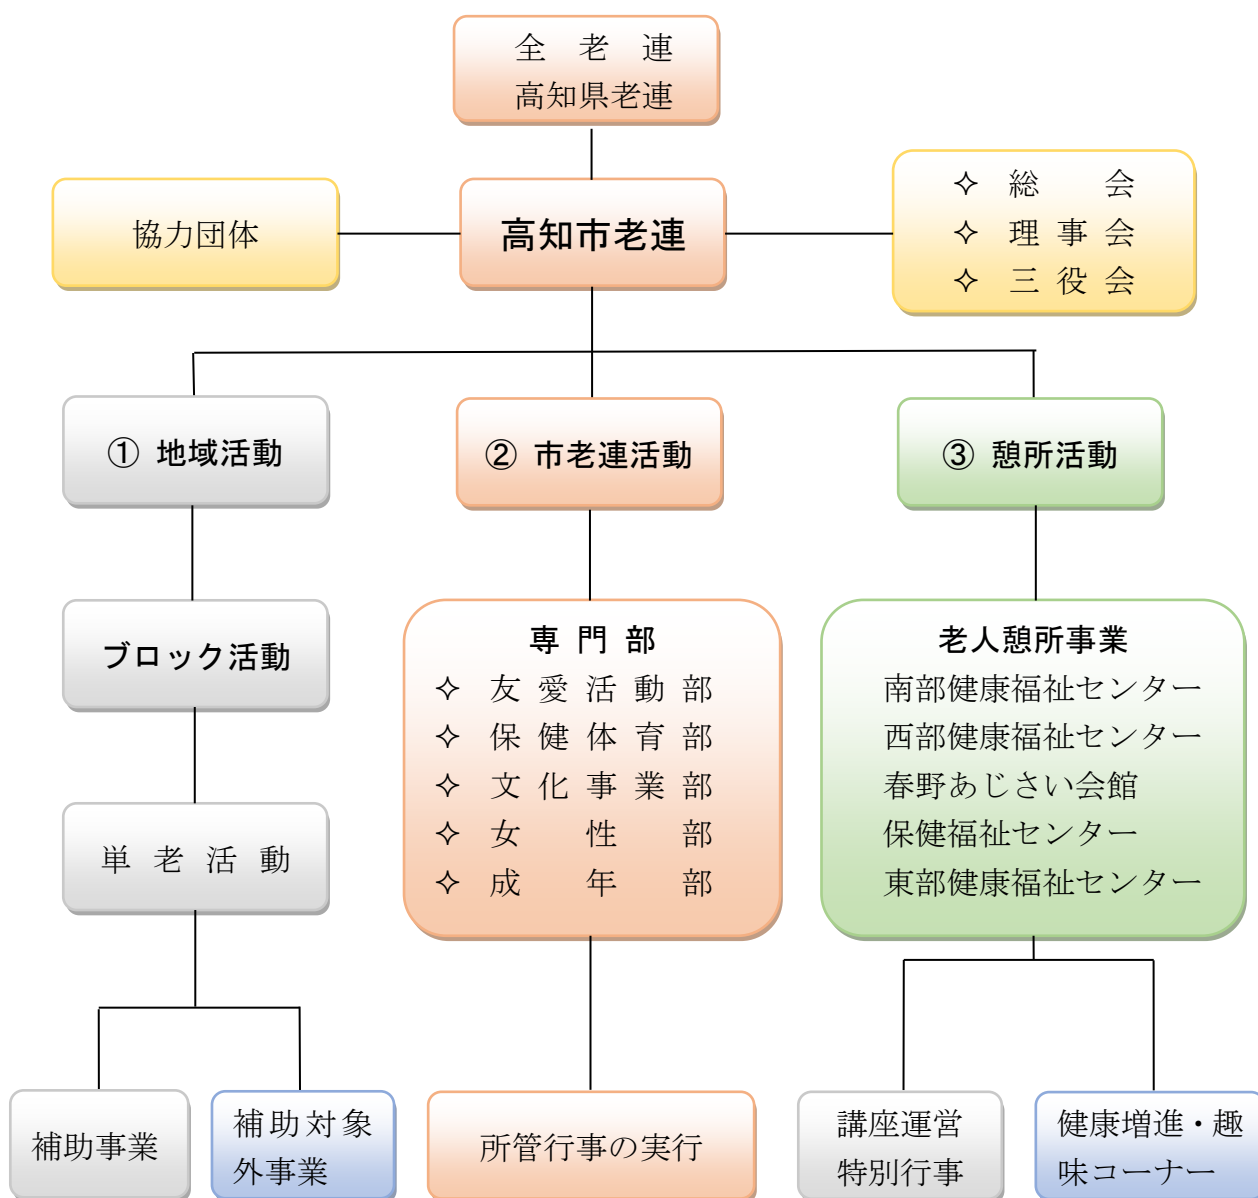 全老連
高知県老連
協力団体
高知市老連
✧ 総会
✧ 理事会
✧ 三役会
① 地域活動
② 市老連活動
③ 憩所活動
ブロック活動
単老活動
専門部
✧ 友愛活動部
✧ 保健体育部
✧ 文化事業部
✧ 女性部
✧ 成年部
老人憩所事業
南部健康福祉センター
西部健康福祉センター
春野あじさい会館
保健福祉センター
東部健康福祉センター
補助事業
補助対象
外事業
所管行事の実行
講座運営
特別行事
健康増進・趣
味コーナー